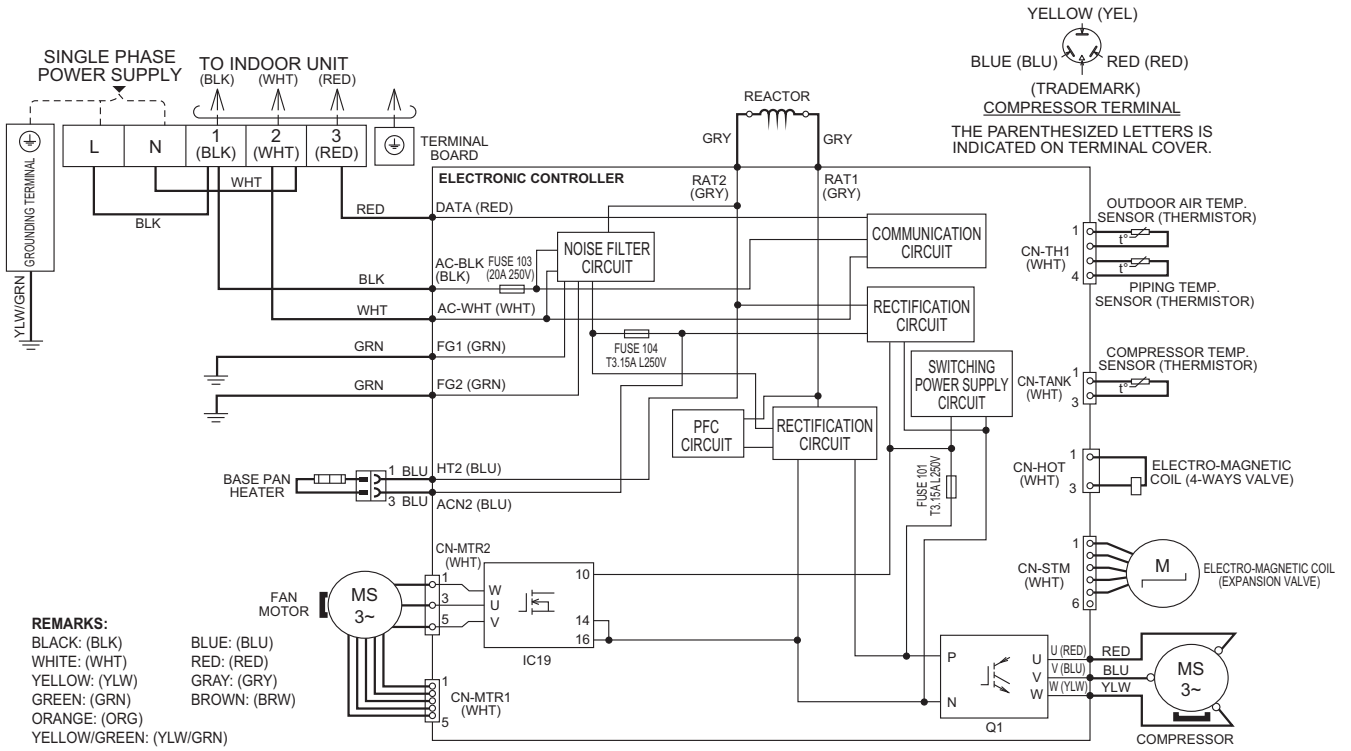 SINGLE PHASE
POWER SUPPLY
TO INDOOR UNIT
(BLK)
(WHT)
(RED)
L
N
1
(BLK)
2
(WHT)
3
(RED)
TERMINAL
BOARD
GROUNDING TERMINAL
YLW/GRN
WHT
BLK
REACTOR
GRY
GRY
YELLOW (YEL)
BLUE (BLU)
RED (RED)
(TRADEMARK)
COMPRESSOR TERMINAL
THE PARENTHESIZED LETTERS IS
INDICATED ON TERMINAL COVER.
ELECTRONIC CONTROLLER
RAT2
(GRY)
RAT1
(GRY)
RED
DATA (RED)
NOISE FILTER
CIRCUIT
COMMUNICATION
CIRCUIT
BLK
AC-BLK
(BLK)
FUSE 103
(20A 250V)
WHT
AC-WHT (WHT)
RECTIFICATION
CIRCUIT
FUSE 104
T3.15A L250V
GRN
FG1 (GRN)
GRN
FG2 (GRN)
SWITCHING
POWER SUPPLY
CIRCUIT
PFC
CIRCUIT
RECTIFICATION
CIRCUIT
FUSE 101
T3.15A L250V
BASE PAN
HEATER
1
BLU
HT2 (BLU)
3
BLU
ACN2 (BLU)
CN-MTR2
(WHT)
FAN
MOTOR
MS
3~
1
3
5
W
U
V
10
14
16
IC19
1
CN-MTR1
(WHT)
5
P
N
U
V
W
Q1
U (RED)
V (BLU)
W (YLW)
RED
BLU
YLW
MS
3~
COMPRESSOR
OUTDOOR AIR TEMP.
SENSOR (THERMISTOR)
CN-TH1
(WHT)
1
4
t°
t°
PIPING TEMP.
SENSOR (THERMISTOR)
COMPRESSOR TEMP.
SENSOR (THERMISTOR)
CN-TANK
(WHT)
1
3
t°
CN-HOT
(WHT)
1
3
ELECTRO-MAGNETIC
COIL (4-WAYS VALVE)
CN-STM
(WHT)
1
6
M
ELECTRO-MAGNETIC COIL
(EXPANSION VALVE)
REMARKS:
BLACK: (BLK)
WHITE: (WHT)
YELLOW: (YLW)
GREEN: (GRN)
ORANGE: (ORG)
YELLOW/GREEN: (YLW/GRN)
BLUE: (BLU)
RED: (RED)
GRAY: (GRY)
BROWN: (BRW)